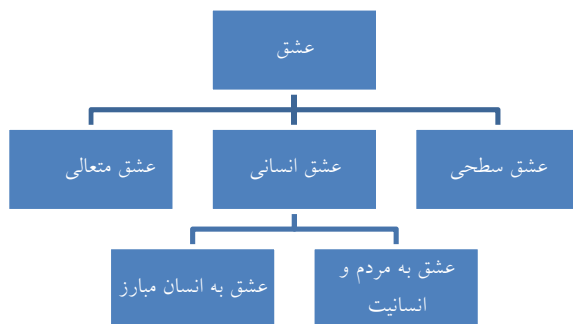 عشق
عشق سطحی
عشق انسانی
عشق متعالی
عشق به مردم و
انسانیت
عشق به انسان مبارز